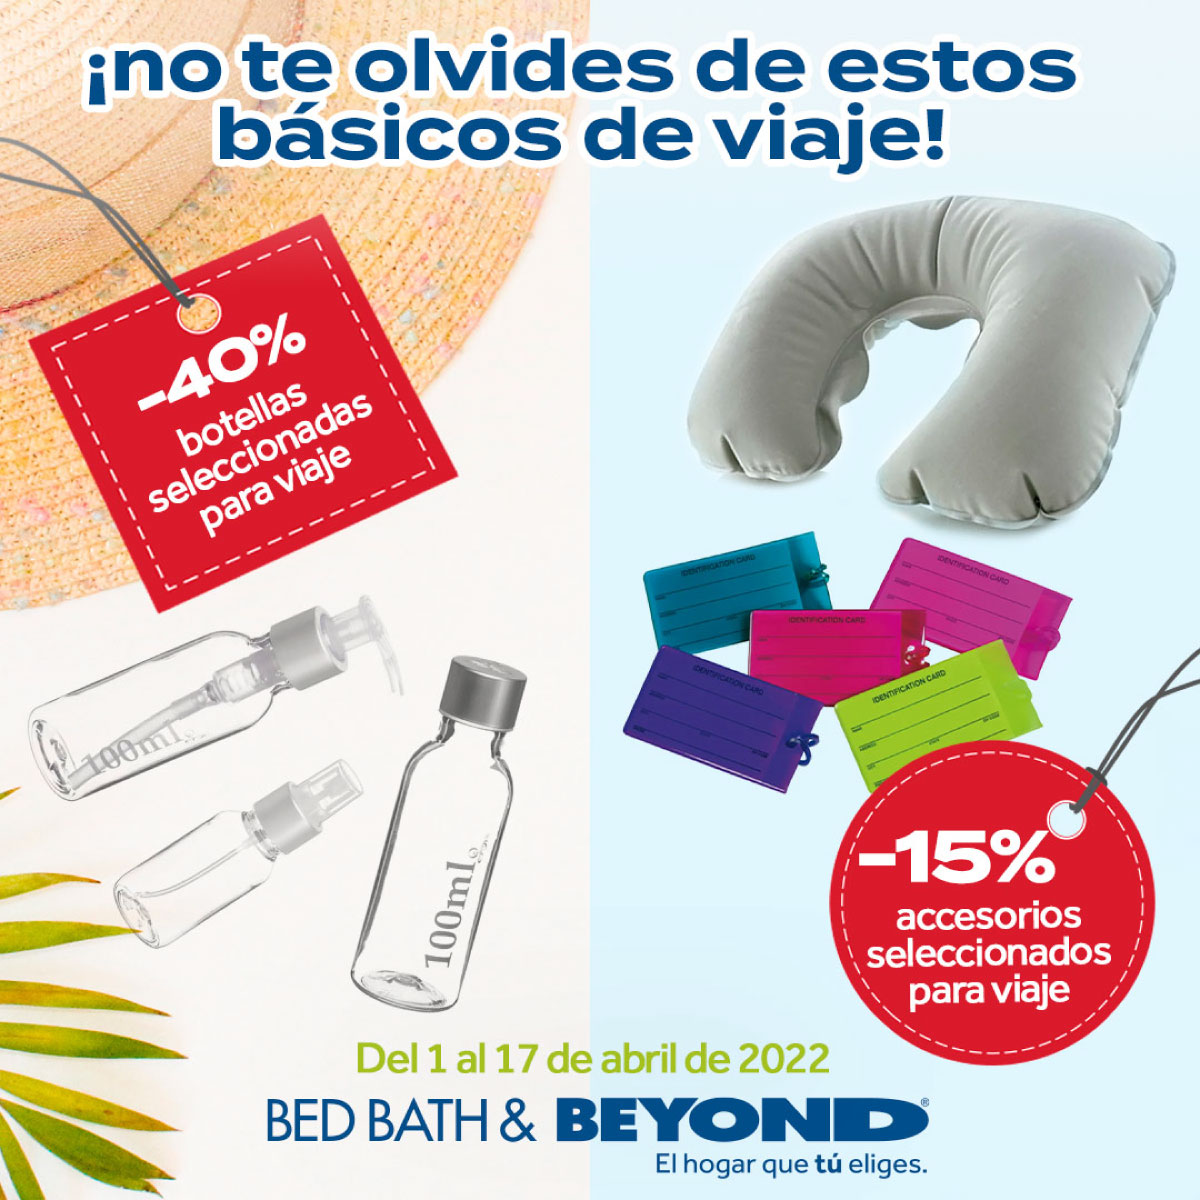 ¡no te olvides de estos
básicos de viaje!
-40%
botellas
seleccionadas
para viaje
100ml
100ml
IDENTIFICATION CARD
IDENTIFICATION CARD
IDENTIFICATION CARD
IDENTIFICATION CARD
IDENTIFICATION CARD
-15%
accesorios
seleccionados
para viaje
Del 1 al 17 de abril de 2022
BED BATH & BEYOND®
El hogar que tú eliges.